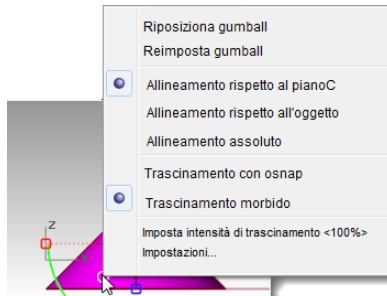 Riposiziona gumball
Reimposta gumball
Allineamento rispetto al pianoC
Allineamento rispetto all'oggetto
Allineamento assoluto
Trascinamento con osnap
Trascinamento morbido
Imposta intensità di trascinamento <100%>
Impostazioni...
z